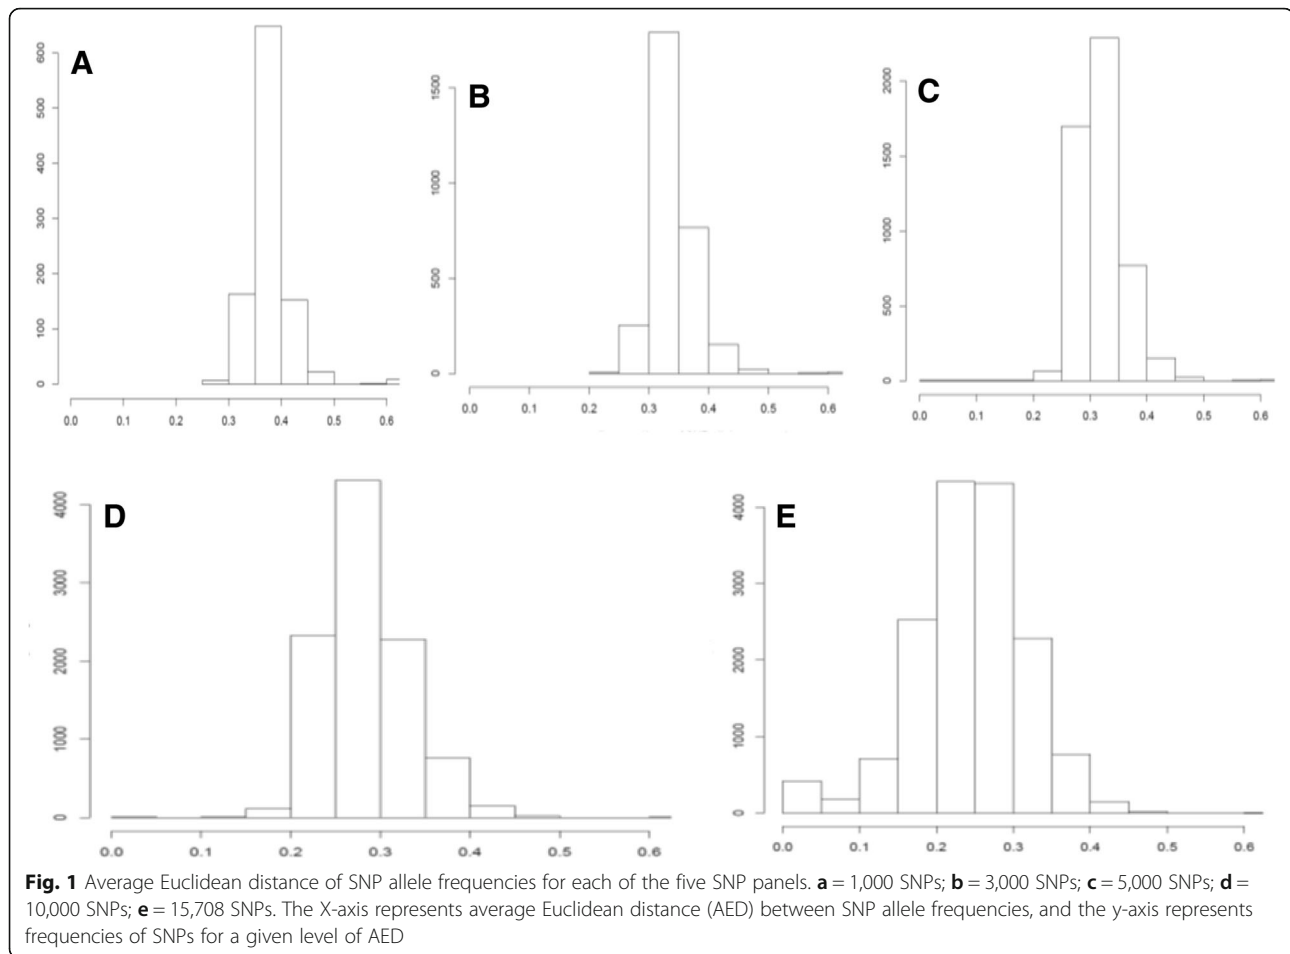 A
600
500
400
300
200
100
0
0.0 0.1 0.2 0.3 0.4 0.5 0.6
B
1500
1000
500
0
0.0 0.1 0.2 0.3 0.4 0.5 0.6
C
2000
1500
1000
500
0
0.0 0.1 0.2 0.3 0.4 0.5 0.6
D
4000
3000
2000
1000
0
0.0 0.1 0.2 0.3 0.4 0.5 0.6
E
4000
3000
2000
1000
0
0.0 0.1 0.2 0.3 0.4 0.5 0.6
Fig. 1 Average Euclidean distance of SNP allele frequencies for each of the five SNP panels. a = 1,000 SNPs; b = 3,000 SNPs; c = 5,000 SNPs; d =
10,000 SNPs; e = 15,708 SNPs. The X-axis represents average Euclidean distance (AED) between SNP allele frequencies, and the y-axis represents
frequencies of SNPs for a given level of AED